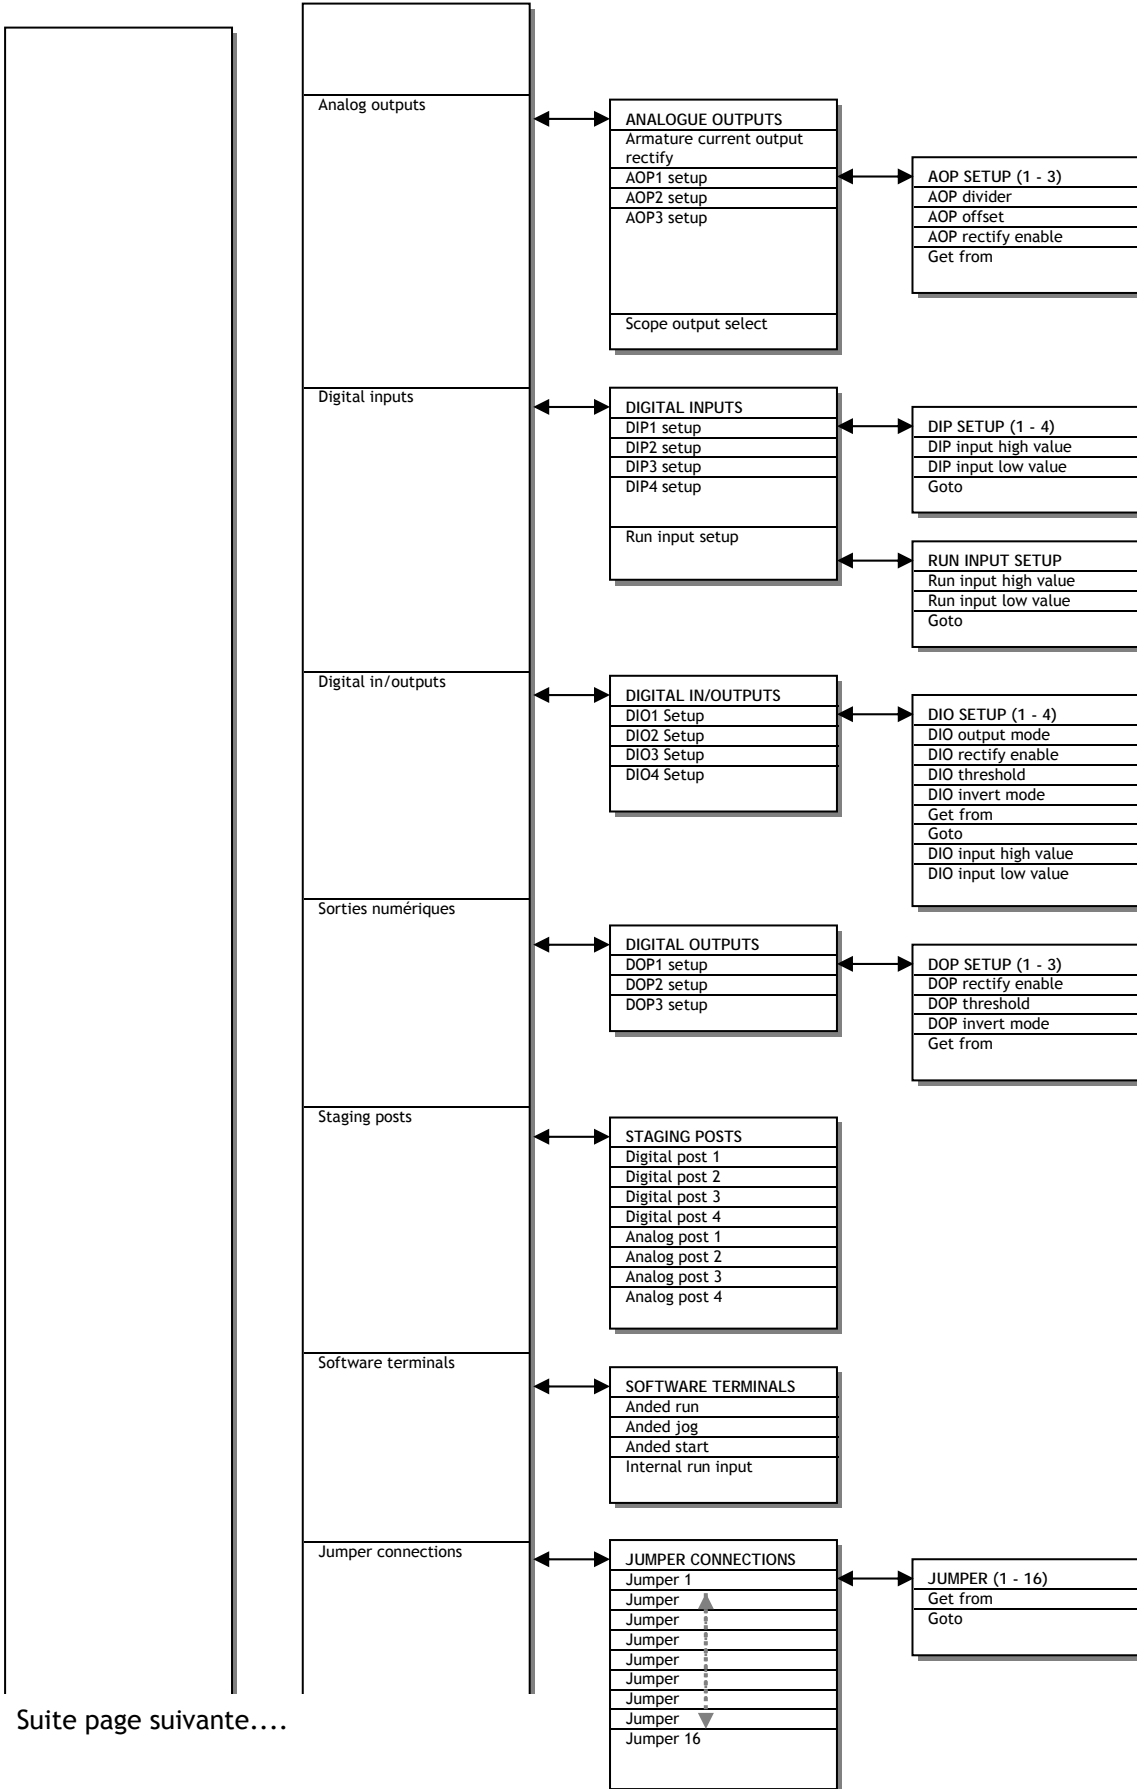 Analog outputs
ANALOGUE OUTPUTS
Armature current output
rectify
AOP1 setup
AOP2 setup
AOP3 setup
Scope output select
AOP SETUP (1 - 3)
AOP divider
AOP offset
AOP rectify enable
Get from
Digital inputs
DIGITAL INPUTS
DIP1 setup
DIP2 setup
DIP3 setup
DIP4 setup
Run input setup
DIP SETUP (1 - 4)
DIP input high value
DIP input low value
Goto
RUN INPUT SETUP
Run input high value
Run input low value
Goto
Digital in/outputs
DIGITAL IN/OUTPUTS
DIO1 Setup
DIO2 Setup
DIO3 Setup
DIO4 Setup
DIO SETUP (1 - 4)
DIO output mode
DIO rectify enable
DIO threshold
DIO invert mode
Get from
Goto
DIO input high value
DIO input low value
Sorties numériques
DIGITAL OUTPUTS
DOP1 setup
DOP2 setup
DOP3 setup
DOP SETUP (1 - 3)
DOP rectify enable
DOP threshold
DOP invert mode
Get from
Staging posts
STAGING POSTS
Digital post 1
Digital post 2
Digital post 3
Digital post 4
Analog post 1
Analog post 2
Analog post 3
Analog post 4
Software terminals
SOFTWARE TERMINALS
Anded run
Anded jog
Anded start
Internal run input
Jumper connections
JUMPER CONNECTIONS
Jumper 1
Jumper
Jumper
Jumper
Jumper
Jumper
Jumper
Jumper
Jumper 16
JUMPER (1 - 16)
Get from
Goto
Suite page suivante....